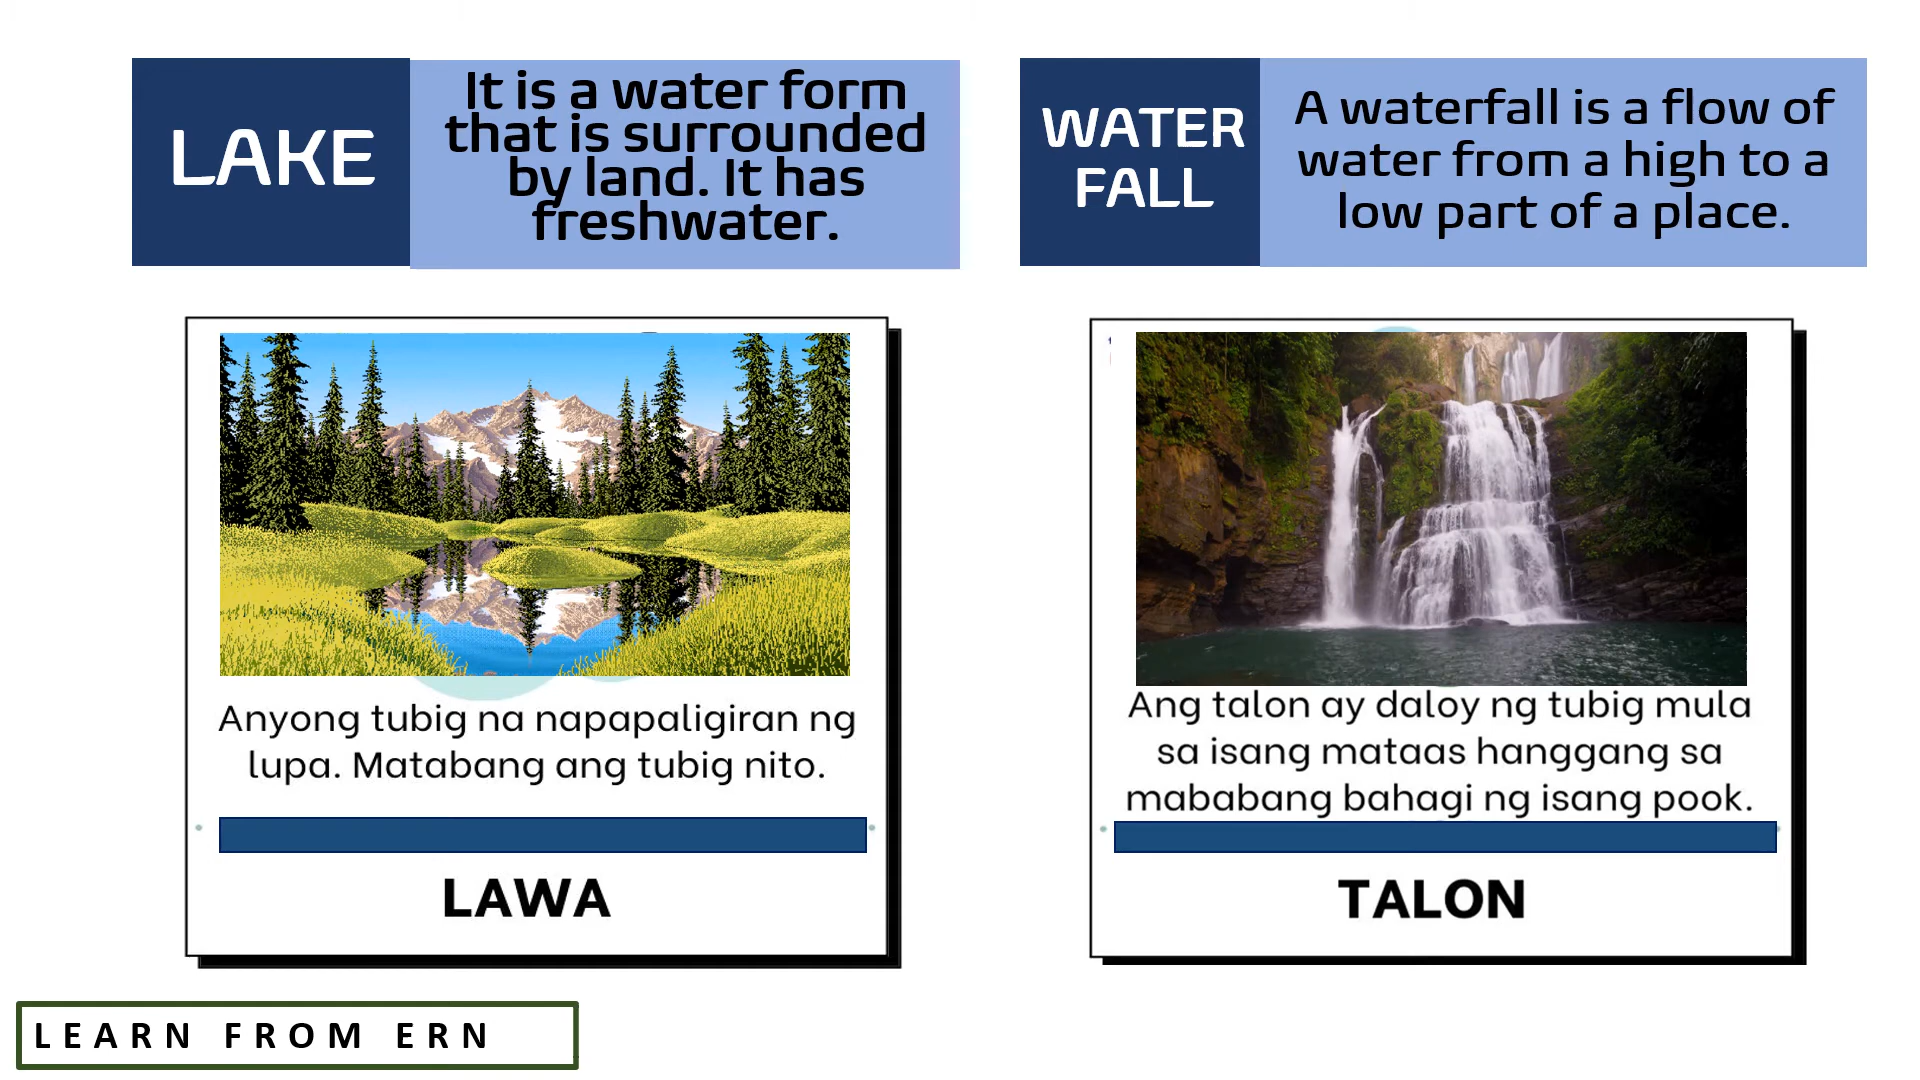 LAKE
It is a water form
that is surrounded
by land. It has
freshwater.
WATER
FALL
A waterfall is a flow of
water from a high to a
low part of a place.
Anyong tubig na napapaligiran ng
lupa. Matabang ang tubig nito.
LAWA
Ang talon ay daloy ng tubig mula
sa isang mataas hanggang sa
mababang bahagi ng isang pook.
TALON
LEARN FROM ERN